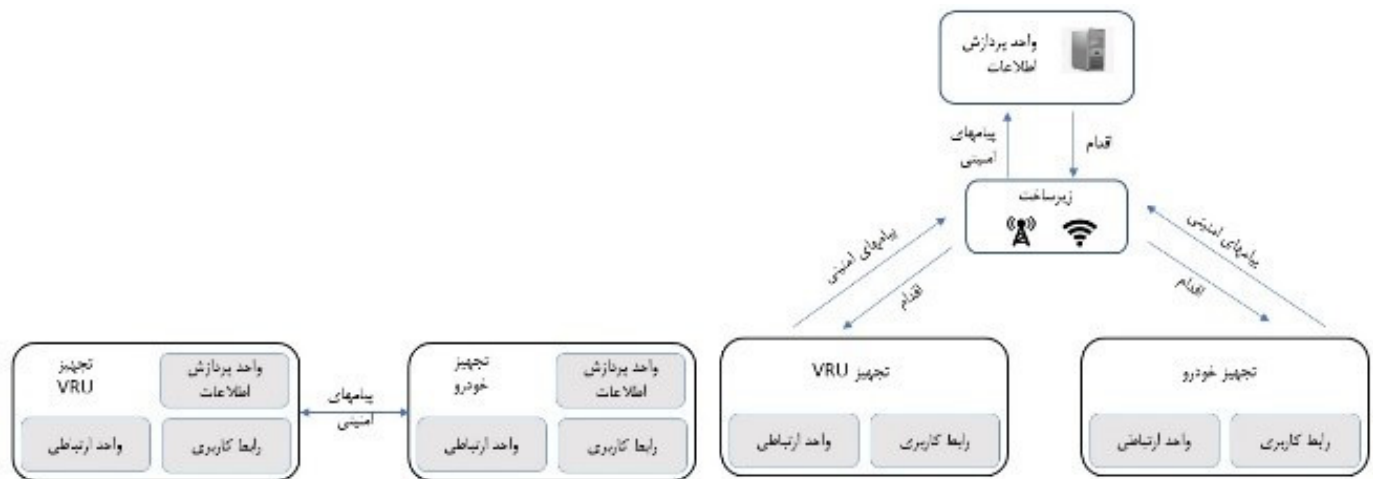 واحد پردازش
اطلاعات
پیامهای
امنیتی
اقدام
زیرساخت
پیامهای امنیتی
اقدام
پیامهای امنیتی
اقدام
تجهیز خودرو
رابط کاربری
واحد ارتباطی
تجهیز VRU
رابط کاربری
واحد ارتباطی
تجهیز
خودرو
واحد پردازش
اطلاعات
رابط کاربری
واحد ارتباطی
پیامهای
امنیتی
تجهیز
VRU
واحد پردازش
اطلاعات
رابط کاربری
واحد ارتباطی